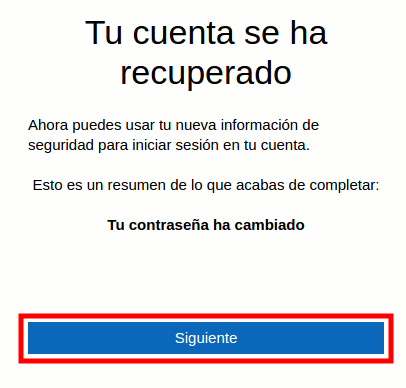 Tu cuenta se ha
recuperado
Ahora puedes usar tu nueva información de
seguridad para iniciar sesión en tu cuenta.
Esto es un resumen de lo que acabas de completar:
Tu contraseña ha cambiado
Siguiente